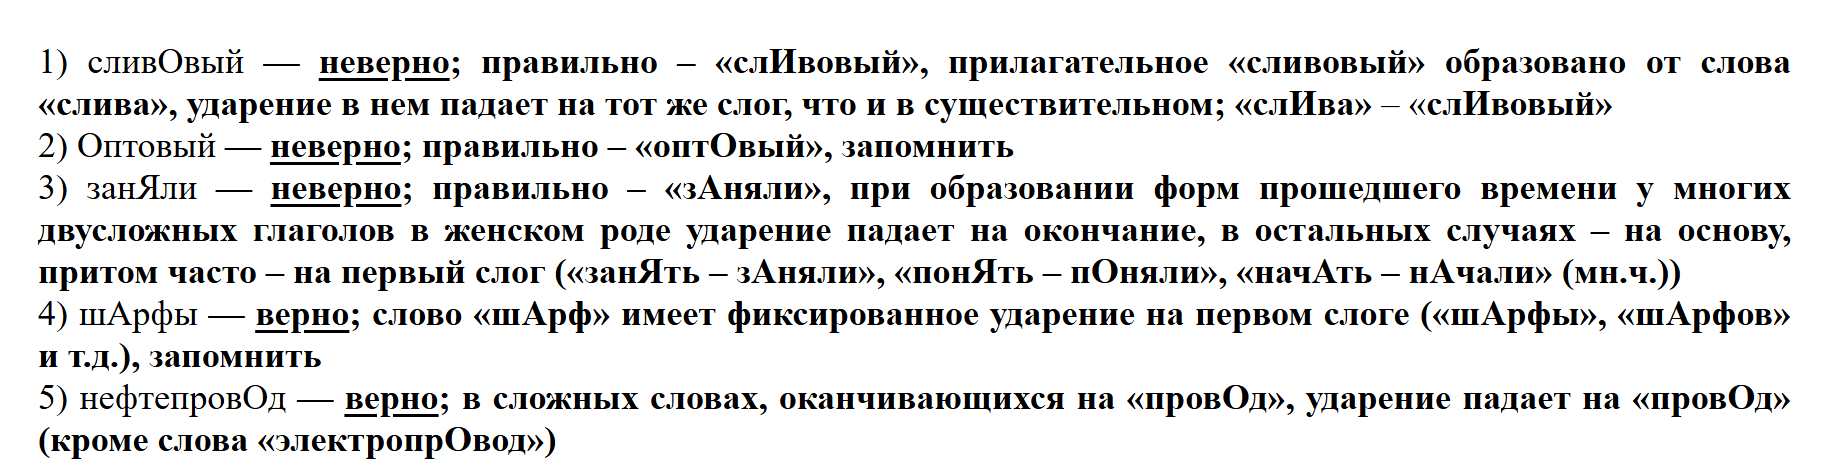 1) сливОвый — неверно; правильно – «слИвовый», прилагательное «сливовый» образовано от слова
«слива», ударение в нем падает на тот же слог, что и в существительном; «слИва» – «слИвовый»
2) Оптовый — неверно; правильно – «оптОвый», запомнить
3) занЯли — неверно; правильно – «зАняли», при образовании форм прошедшего времени у многих
двусложных глаголов в женском роде ударение падает на окончание, в остальных случаях – на основу,
притом часто – на первый слог («занЯть – зАняли», «понЯть – пОняли», «начАть – нАчали» (мн.ч.))
4) шАрфы — верно; слово «шАрф» имеет фиксированное ударение на первом слоге («шАрфы», «шАрфов»
и т.д.), запомнить
5) нефтепровОд — верно; в сложных словах, оканчивающихся на «провОд», ударение падает на «провОд»
(кроме слова «электропрОвод»)